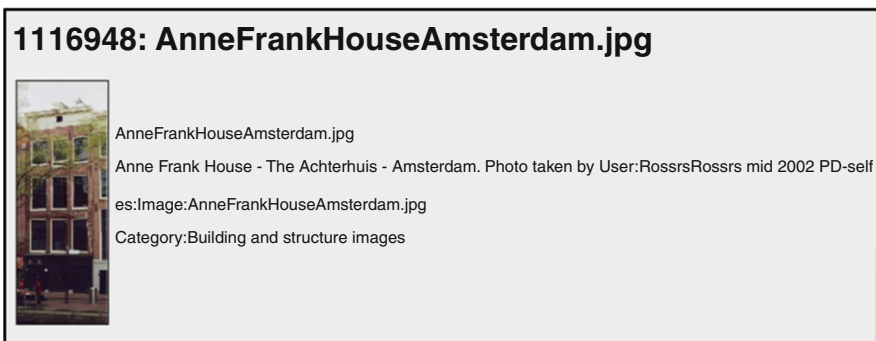 1116948: AnneFrankHouseAmsterdam.jpg
AnneFrankHouseAmsterdam.jpg
Anne Frank House - The Achterhuis - Amsterdam. Photo taken by User:RossrsRossrs mid 2002 PD-self
es:Image:AnneFrankHouseAmsterdam.jpg
Category:Building and structure images